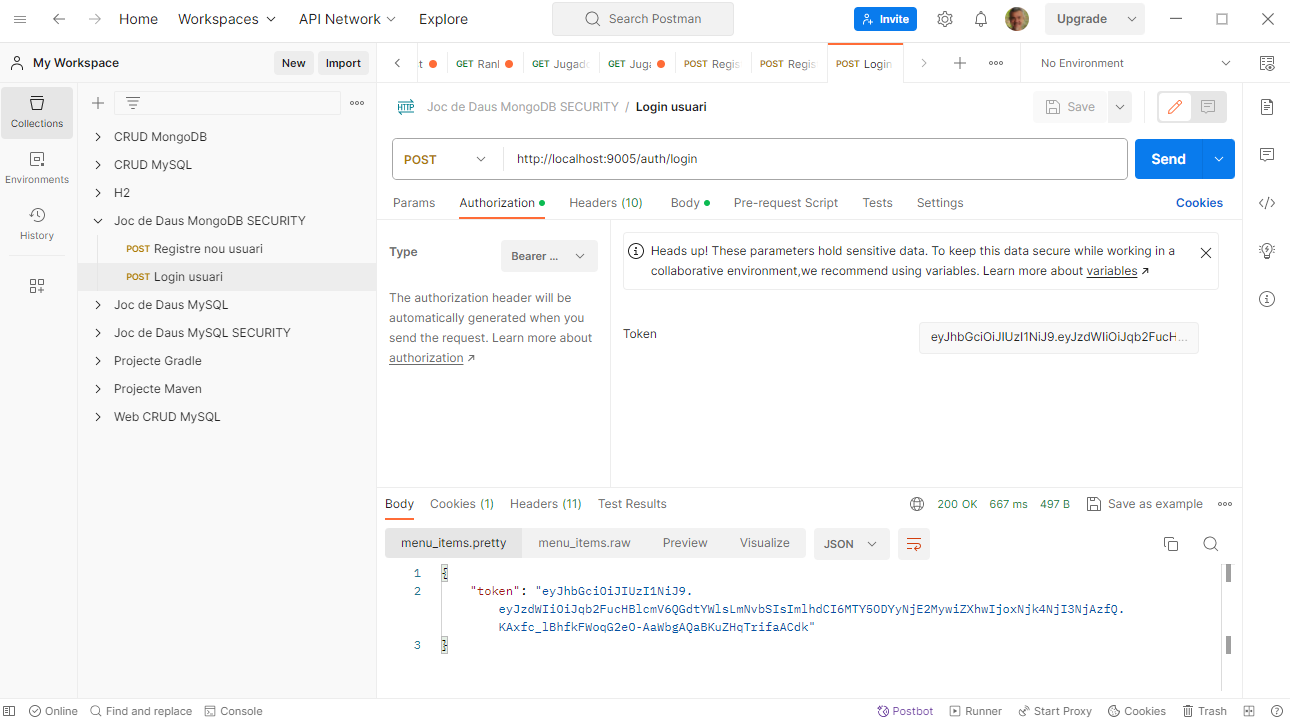 Home
Workspaces
API Network
Explore
Search Postman
Invite
Upgrade
My Workspace
New
Import
GET Ranl
GET Jugado
GET Juga
POST Regis
POST Regis
POST Login
No Environment
Collections
Environments
History
CRUD MongoDB
CRUD MySQL
H2
Joc de Daus MongoDB SECURITY
POST Registre nou usuari
POST Login usuari
Joc de Daus MySQL
Joc de Daus MySQL SECURITY
Projecte Gradle
Projecte Maven
Web CRUD MySQL
HTTP
Joc de Daus MongoDB SECURITY / Login usuari
Save
POST
http://localhost:9005/auth/login
Send
Params
Authorization
Headers (10)
Body
Pre-request Script
Tests
Settings
Cookies
Type
Bearer ...
The authorization header will be
automatically generated when you
send the request. Learn more about
authorization ↗
Heads up! These parameters hold sensitive data. To keep this data secure while working in a
collaborative environment,we recommend using variables. Learn more about variables ↗
Token
eyJhbGciOiJIUzI1NiJ9.eyJzdWIiOiJqb2FucH...
Body
Cookies (1)
Headers (11)
Test Results
200 OK
667 ms
497 B
Save as example
menu_items.pretty
menu_items.raw
Preview
Visualize
JSON
1 {
2 "token": "eyJhbGciOiJIUzI1NiJ9.
eyJzdWIiOiJqb2FucHBlcmV6QGdtYWlsLmNvbSIsImlhdCI6MTY5ODYyNjE2MywiZXhwIjoxNjk4NjI3NjAzfQ.
KAxfc_lBhfkFWoqG2eO-AaWbgAQaBKuZHqTrifaACdk"
3 }
Online
Find and replace
Console
Postbot
Runner
Start Proxy
Cookies
Trash